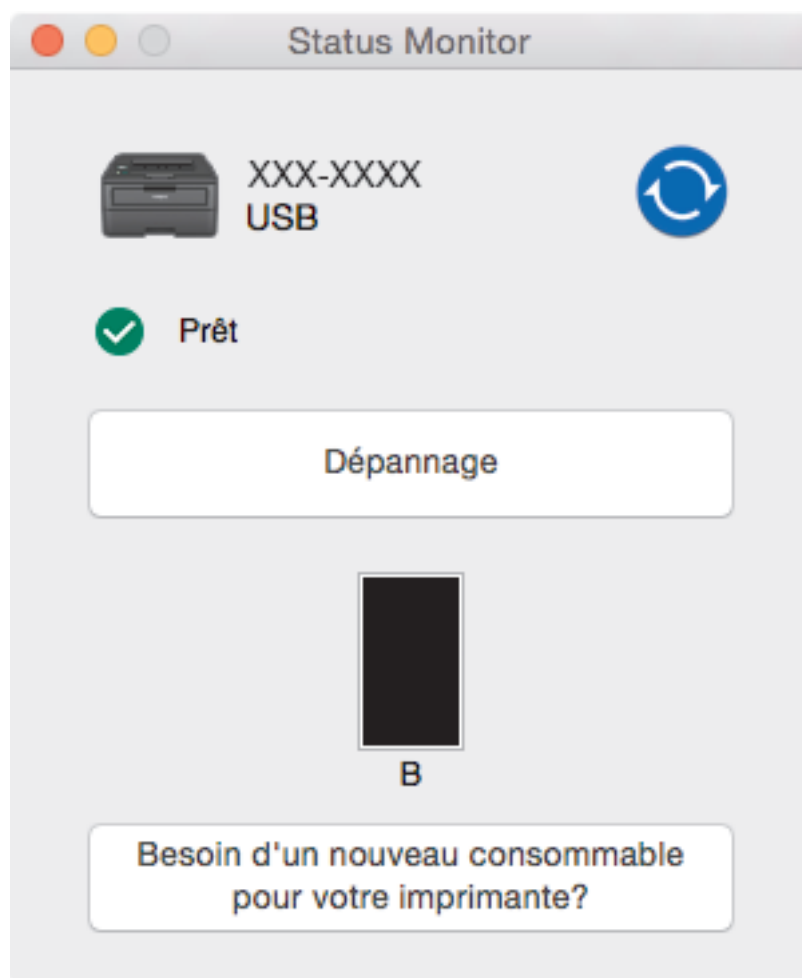 Status Monitor
XXX-XXXX
USB
Prêt
Dépannage
B
Besoin d'un nouveau consommable
pour votre imprimante?